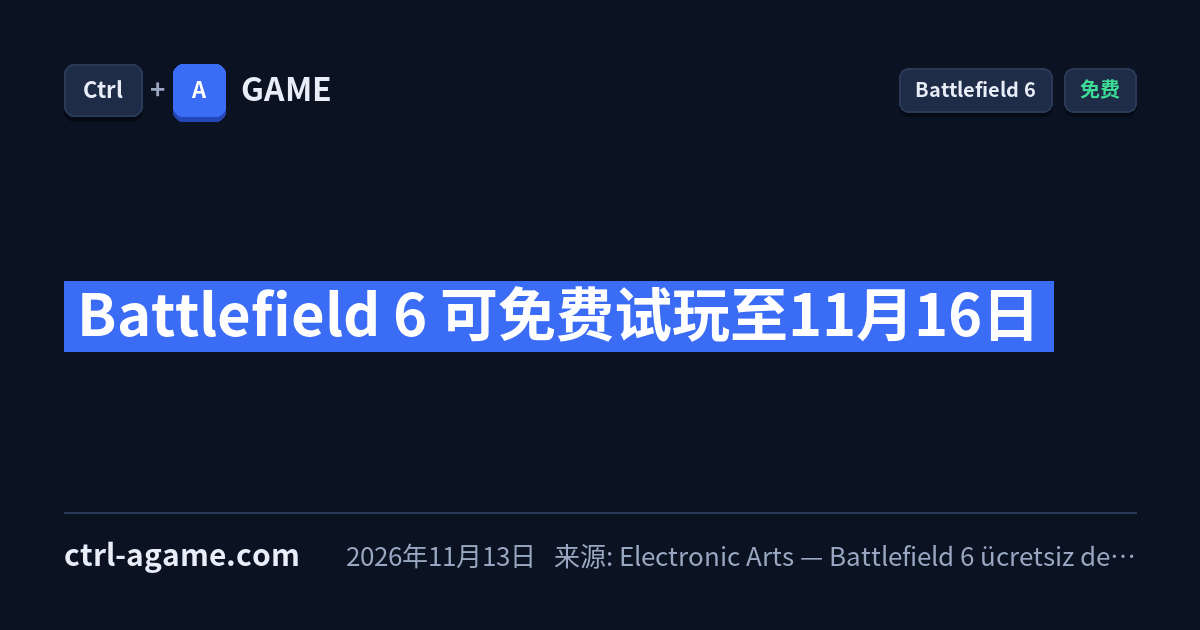 Ctrl + A GAME
Battlefield 6 免费
Battlefield 6 可免费试玩至11月16日
ctrl-agame.com 2026年11月13日 来源: Electronic Arts — Battlefield 6 ücretsiz de…